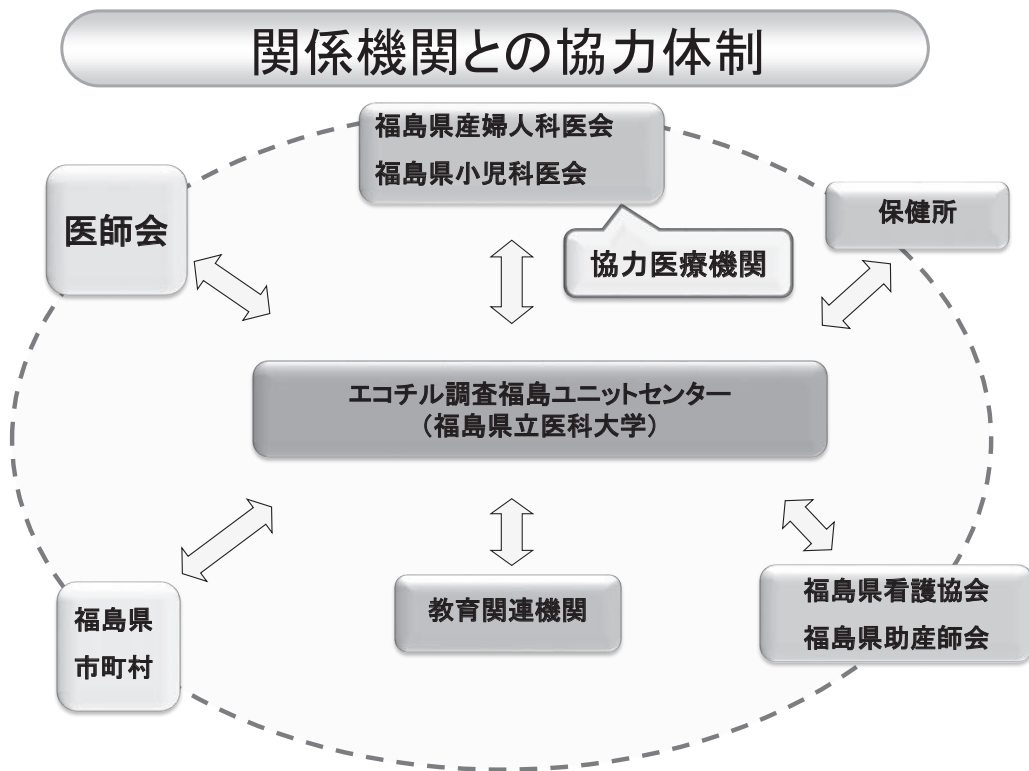 関係機関との協力体制
福島県産婦人科医会
福島県小児科医会
医師会
保健所
協力医療機関
エコチル調査福島ユニットセンター
（福島県立医科大学）
福島県
市町村
教育関連機関
福島県看護協会
福島県助産師会